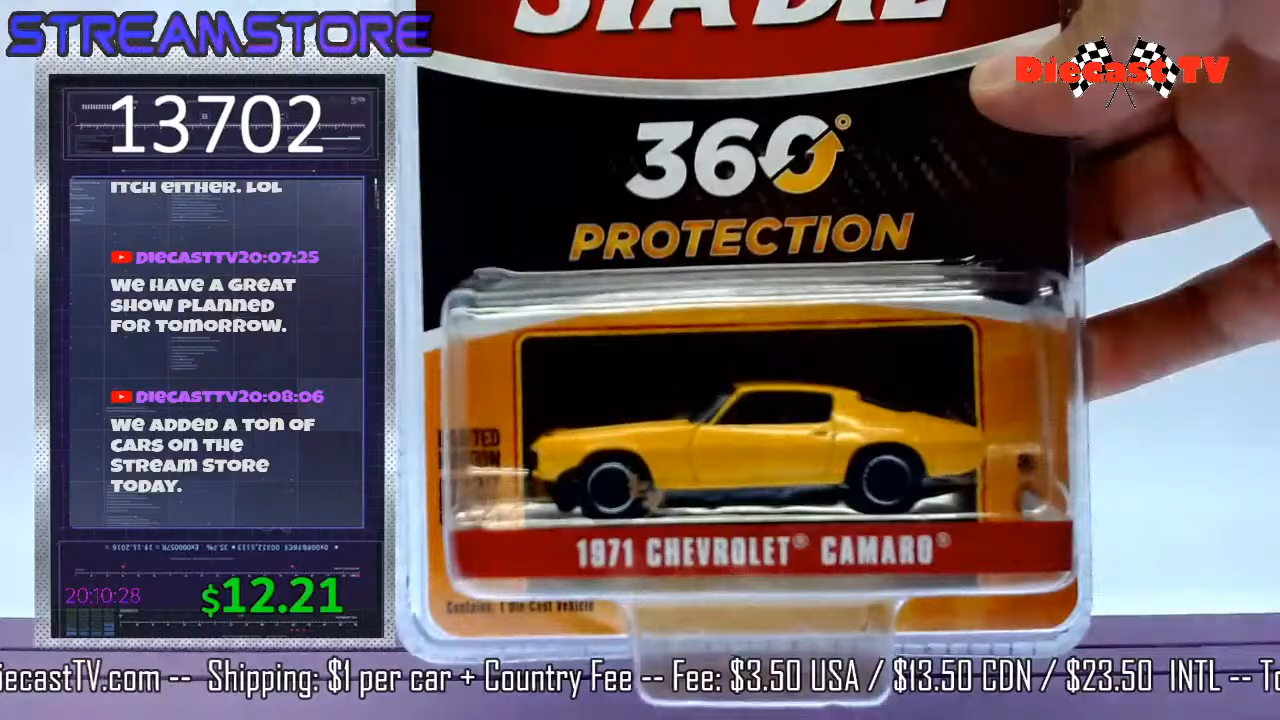 STREAMSTORE
13702
ITCH EITHER. LOL
DIECASTTV20:07:25
WE HAVE A GREAT
SHOW PLANNED
FOR TOMORROW.
DIECASTTV20:08:06
WE ADDED A TON OF
CARS ON THE
STREAM STORE
TODAY.
20:10:28
$12.21
Diecast TV
360°
PROTECTION
1971 CHEVROLET® CAMARO®
Contains: 1 Die Cast Vehicle
iecastTV.com -- Shipping: $1 per car + Country Fee -- Fee: $3.50 USA / $13.50 CDN / $23.50 INTL -- To